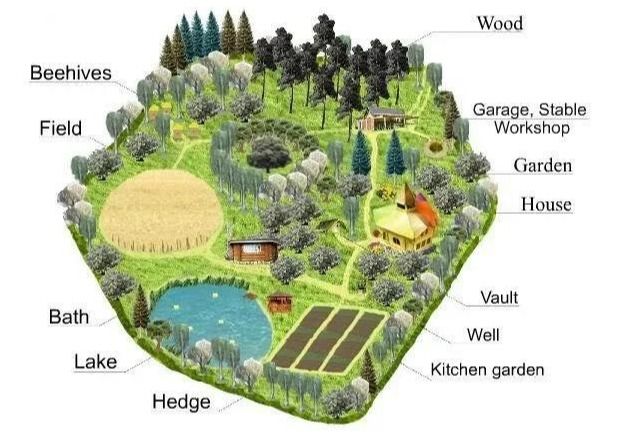 Wood
Beehives
Garage, Stable
Workshop
Field
Garden
House
Vault
Bath
Well
Lake
Kitchen garden
Hedge